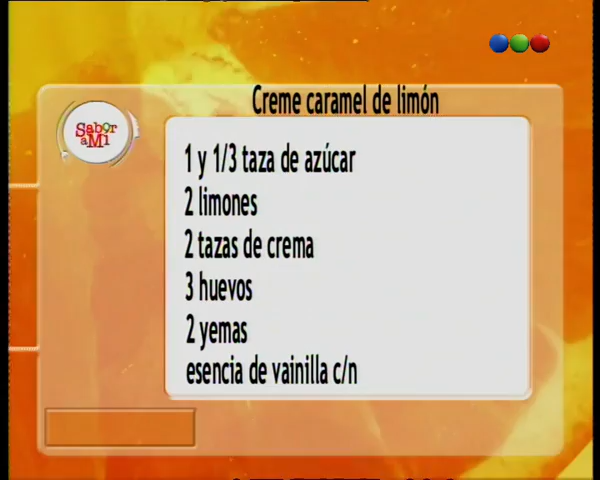 Creme caramel de limón
Sabor
a Mí
1 y 1/3 taza de azúcar
2 limones
2 tazas de crema
3 huevos
2 yemas
esencia de vainilla c/n